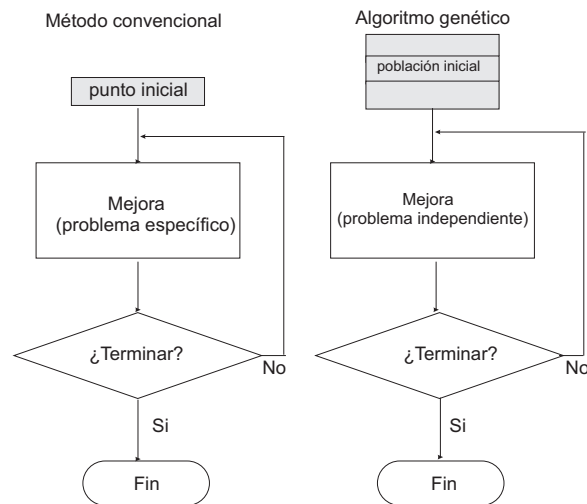 Método convencional
punto inicial
Mejora
(problema específico)
¿Terminar?
No
Si
Fin
Algoritmo genético
población inicial
Mejora
(problema independiente)
¿Terminar?
No
Si
Fin